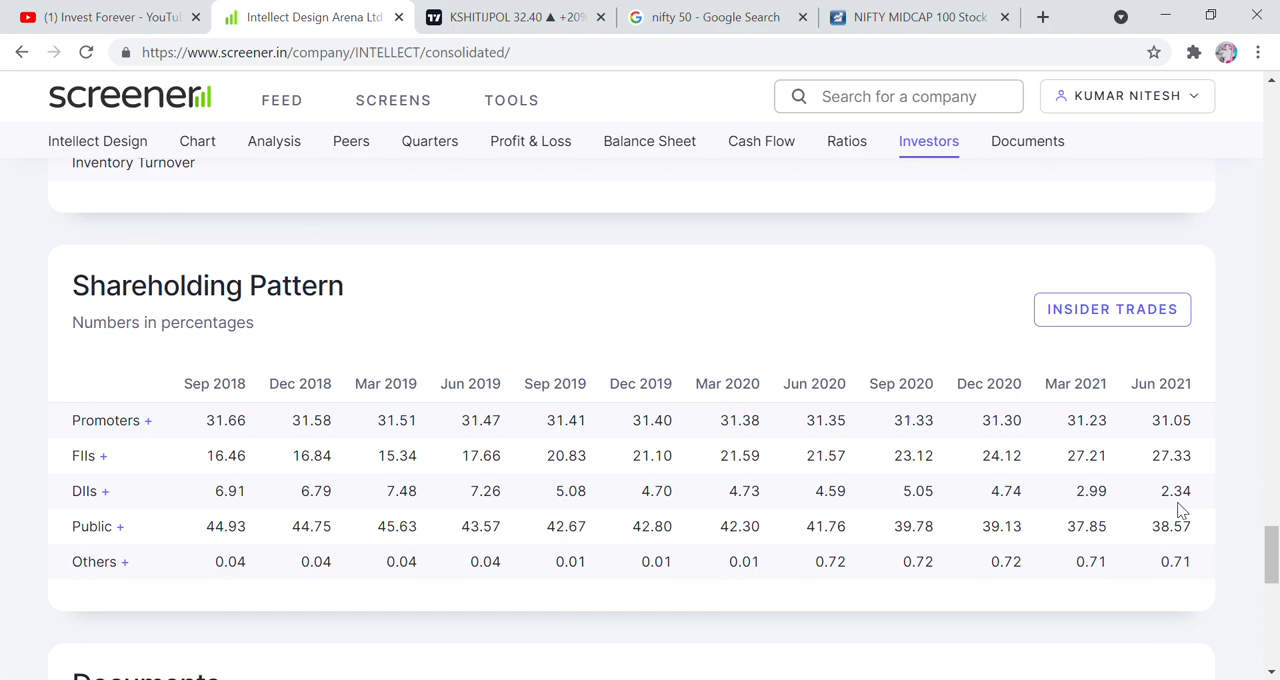 (1) Invest Forever - YouTu
Intellect Design Arena Ltd
KSHITIJPOL 32.40 ▲ +20%
nifty 50 - Google Search
NIFTY MIDCAP 100 Stock
https://www.screener.in/company/INTELLECT/consolidated/
screener
FEED SCREENS TOOLS
Search for a company
KUMAR NITESH
Intellect Design Chart Analysis Peers Quarters Profit & Loss Balance Sheet Cash Flow Ratios Investors Documents
Inventory Turnover
Shareholding Pattern
Numbers in percentages
INSIDER TRADES
Sep 2018 Dec 2018 Mar 2019 Jun 2019 Sep 2019 Dec 2019 Mar 2020 Jun 2020 Sep 2020 Dec 2020 Mar 2021 Jun 2021
Promoters + 31.66 31.58 31.51 31.47 31.41 31.40 31.38 31.35 31.33 31.30 31.23 31.05
FIIs + 16.46 16.84 15.34 17.66 20.83 21.10 21.59 21.57 23.12 24.12 27.21 27.33
DIIs + 6.91 6.79 7.48 7.26 5.08 4.70 4.73 4.59 5.05 4.74 2.99 2.34
Public + 44.93 44.75 45.63 43.57 42.67 42.80 42.30 41.76 39.78 39.13 37.85 38.57
Others + 0.04 0.04 0.04 0.04 0.01 0.01 0.01 0.72 0.72 0.72 0.71 0.71
Documents